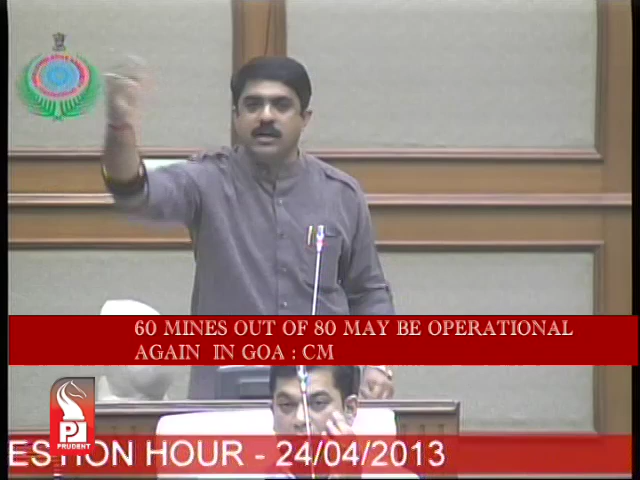 60 MINES OUT OF 80 MAY BE OPERATIONAL
AGAIN IN GOA : CM
PRUDENT
ESTION HOUR - 24/04/2013